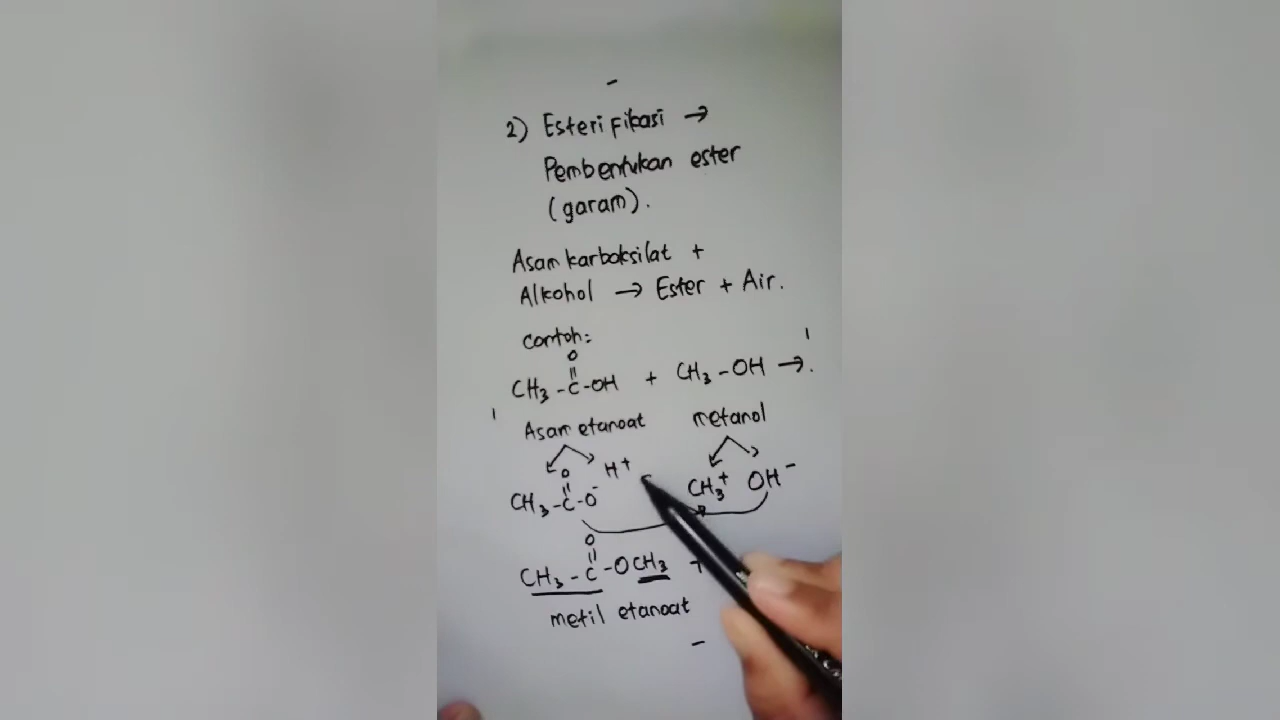 2) Esterifikasi →
Pembentukan ester
(garam).
Asam karboksilat +
Alkohol → Ester + Air.
Contoh:
O
||
CH₃ - C - OH + CH₃ - OH →
Asam etanoat metanol
O H⁺
||
CH₃ - C - O⁻ CH₃⁺ OH⁻
O
||
CH₃ - C - OCH₃ +
metil etanoat